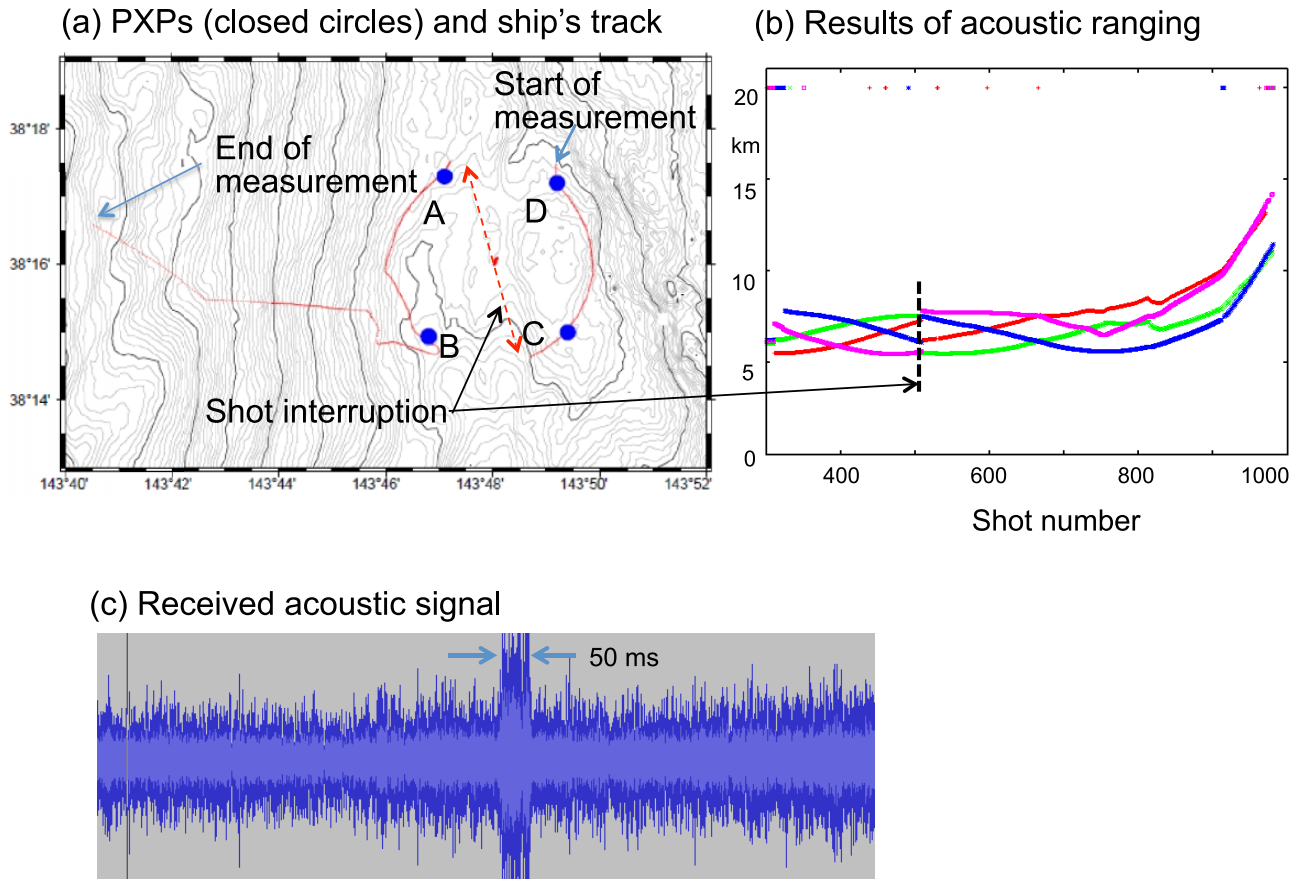 (a) PXPs (closed circles) and ship's track
(b) Results of acoustic ranging
Start of
measurement
End of
measurement
38°18'
38°16'
38°14'
A
D
B
C
Shot interruption
143°40'
143°42'
143°44'
143°46'
143°48'
143°50'
143°52'
20
km
15
10
5
0
400
600
800
1000
Shot number
(c) Received acoustic signal
50 ms